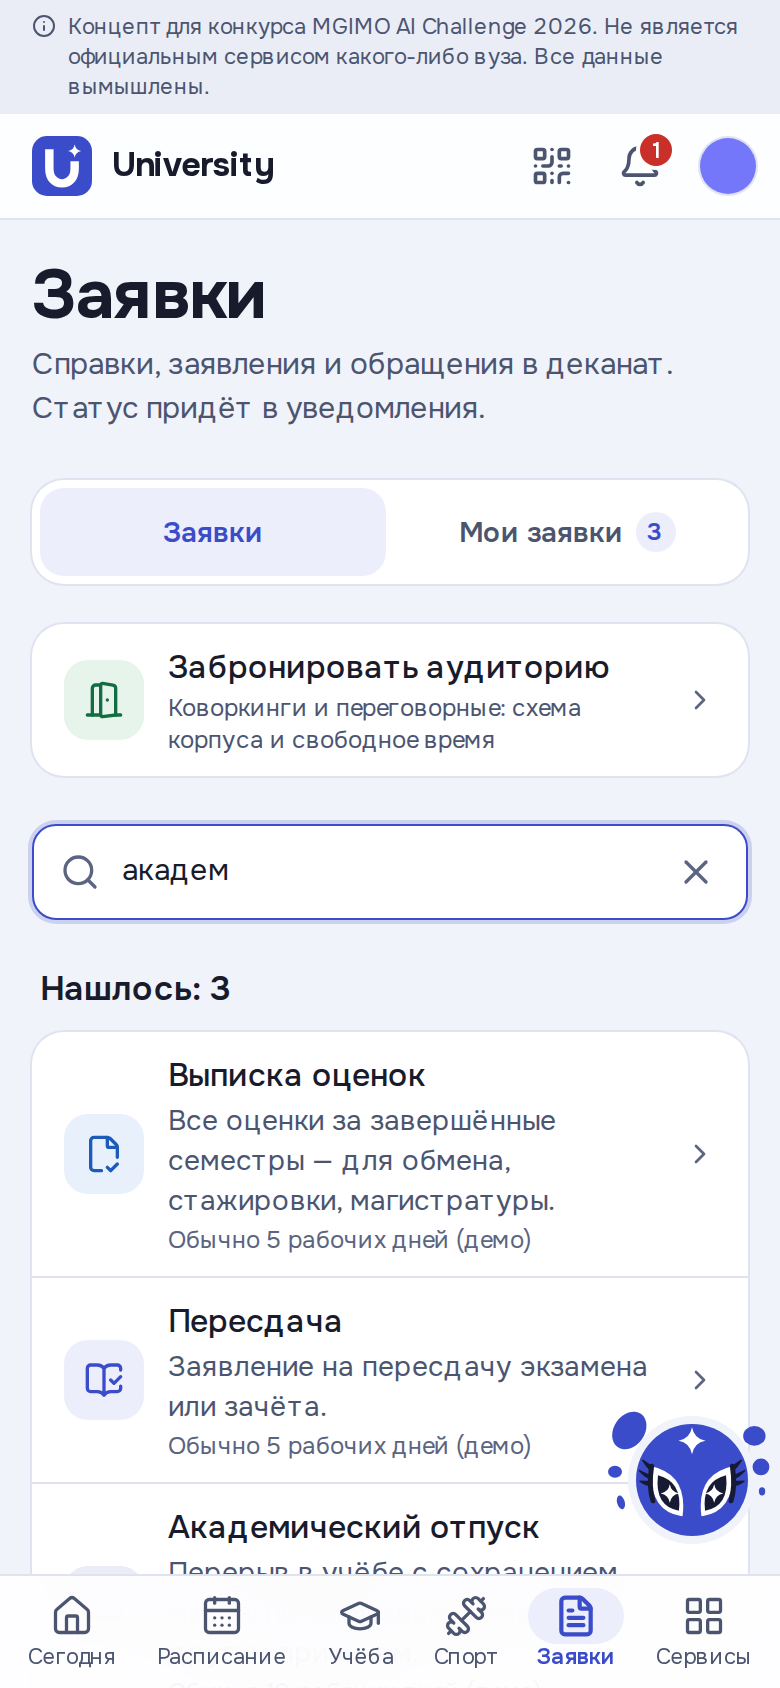 Концепт для конкурса MGIMO AI Challenge 2026. Не является
официальным сервисом какого-либо вуза. Все данные
вымышлены.
University
1
Заявки
Справки, заявления и обращения в деканат.
Статус придёт в уведомления.
Заявки
Мои заявки 3
Забронировать аудиторию
Коворкинги и переговорные: схема
корпуса и свободное время
академ
Нашлось: 3
Выписка оценок
Все оценки за завершённые
семестры — для обмена,
стажировки, магистратуры.
Обычно 5 рабочих дней (демо)
Пересдача
Заявление на пересдачу экзамена
или зачёта.
Обычно 5 рабочих дней (демо)
Академический отпуск
Перерыв в учёбе с сохранением
Сегодня
Расписание
Учёба
Спорт
Заявки
Сервисы